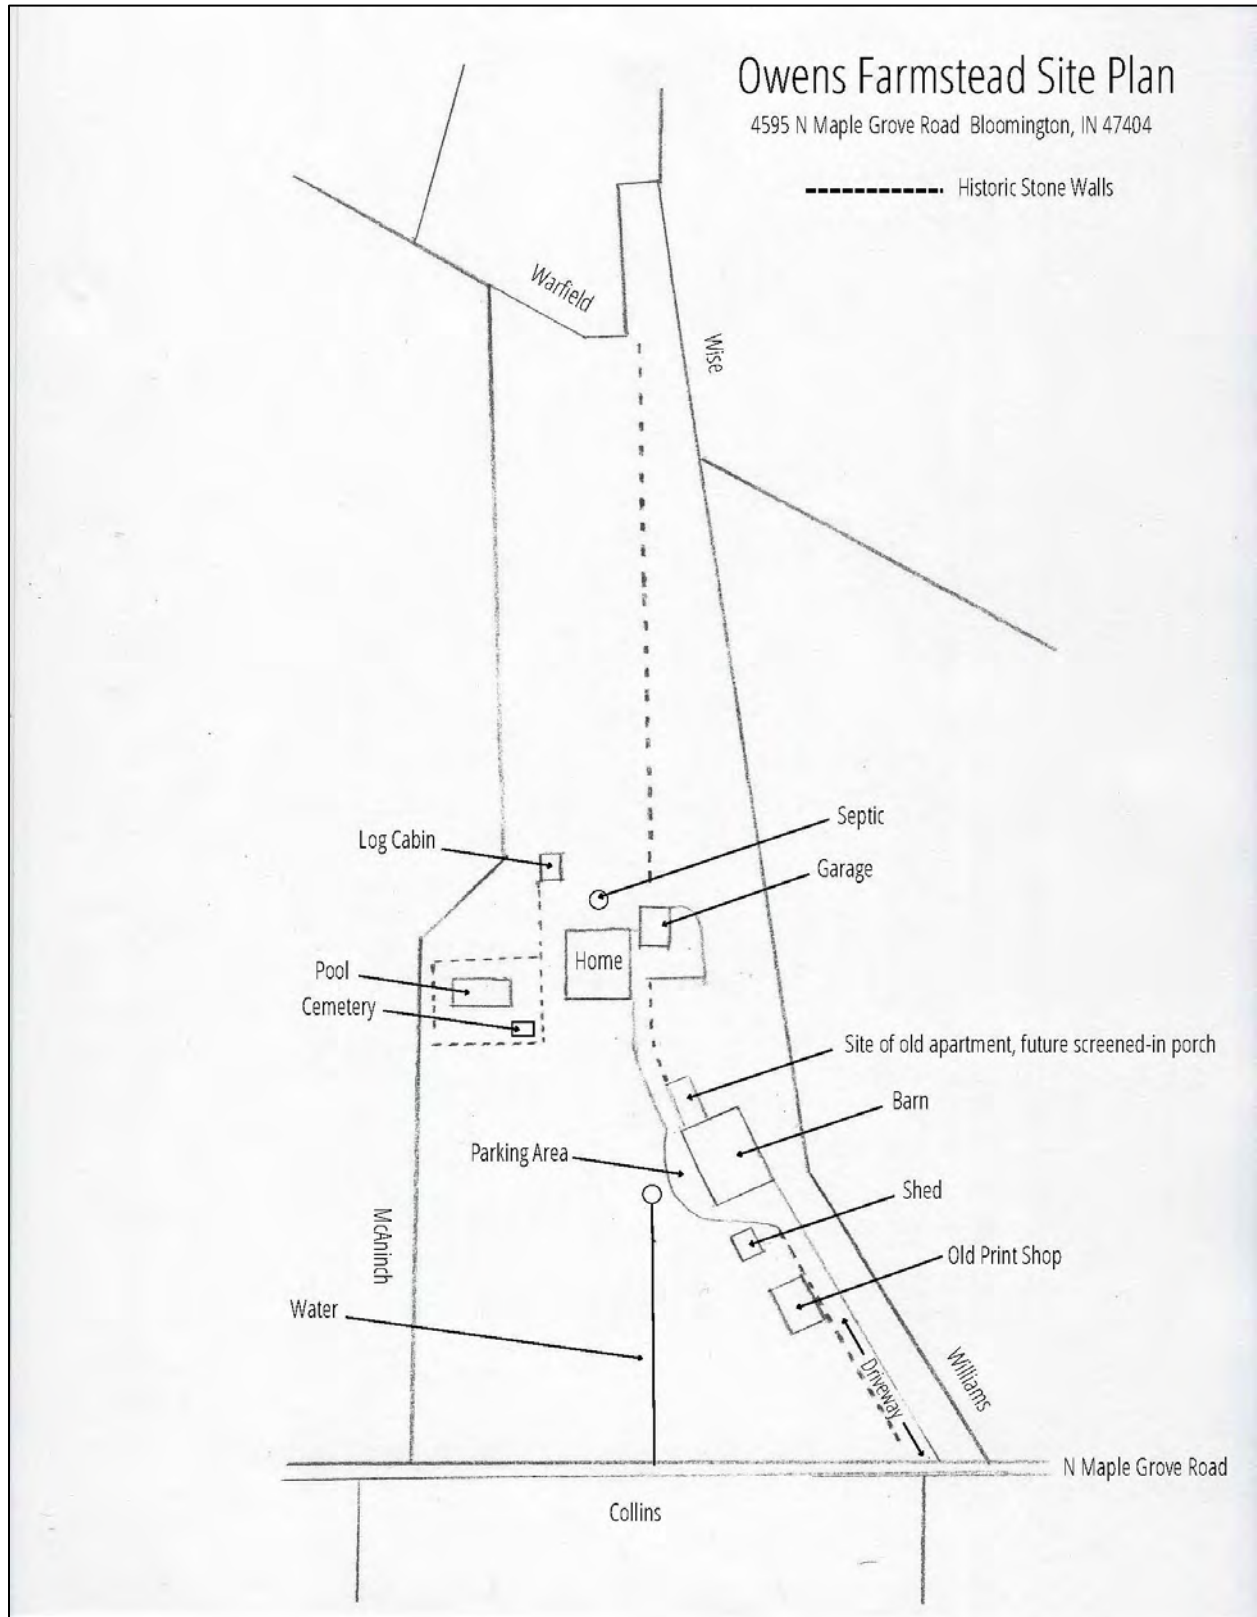 Owens Farmstead Site Plan
4595 N Maple Grove Road Bloomington, IN 47404
Historic Stone Walls
Warfield
Wise
Septic
Log Cabin
Garage
Home
Pool
Cemetery
Site of old apartment, future screened-in porch
Barn
Parking Area
Shed
McAninch
Old Print Shop
Water
Driveway
Williams
N Maple Grove Road
Collins